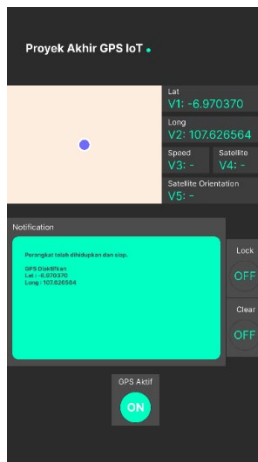 Proyek Akhir GPS IoT
Lat
V1: -6.970370
Long
V2: 107.626564
Speed
V3: -
Satellite
V4: -
Satellite Orientation
V5: -
Notification
Perangkat telah dihidupkan dan siap.
GPS Diaktifkan
Lat : -6.970370
Long : 107.626564
Lock
OFF
Clear
OFF
GPS Aktif
ON